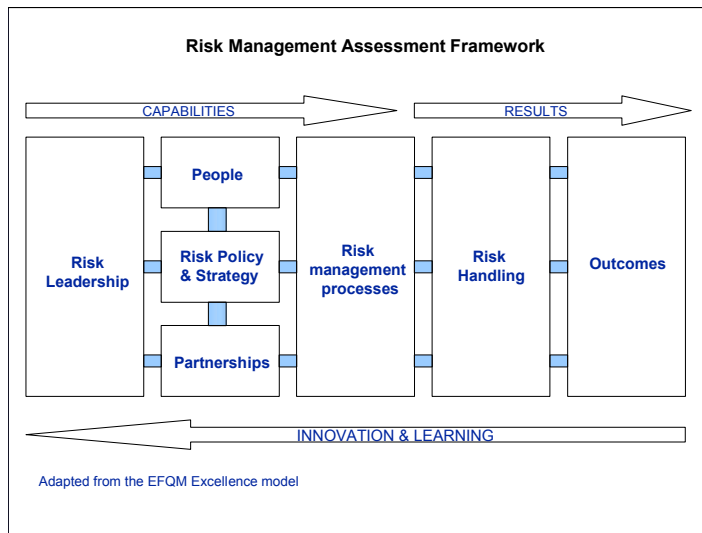 Risk Management Assessment Framework
CAPABILITIES
RESULTS
Risk
Leadership
People
Risk Policy
& Strategy
Partnerships
Risk
management
processes
Risk
Handling
Outcomes
INNOVATION & LEARNING
Adapted from the EFQM Excellence model